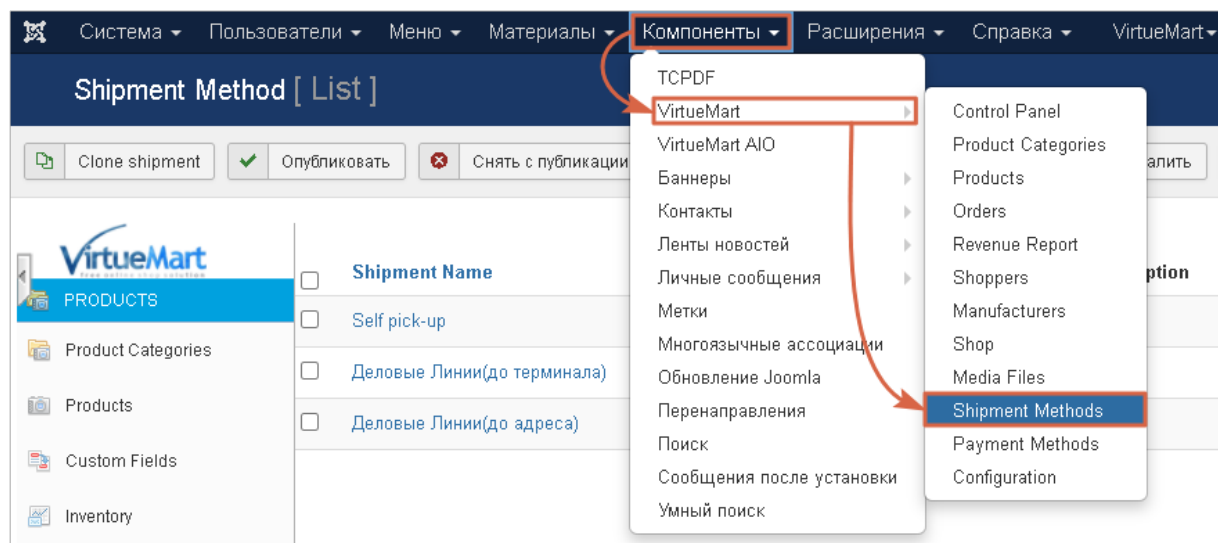 Система Пользователи Меню Материалы Компоненты Расширения Справка VirtueMart
Shipment Method [ List ]
Clone shipment Опубликовать Снять с публикации алить
TCPDF
VirtueMart
VirtueMart AIO
Баннеры
Контакты
Ленты новостей
Личные сообщения
Метки
Многоязычные ассоциации
Обновление Joomla
Перенаправления
Поиск
Сообщения после установки
Умный поиск
Control Panel
Product Categories
Products
Orders
Revenue Report
Shoppers
Manufacturers
Shop
Media Files
Shipment Methods
Payment Methods
Configuration
VirtueMart
free online shop solution
PRODUCTS
Product Categories
Products
Custom Fields
Inventory
Shipment Name ption
Self pick-up
Деловые Линии(до терминала)
Деловые Линии(до адреса)